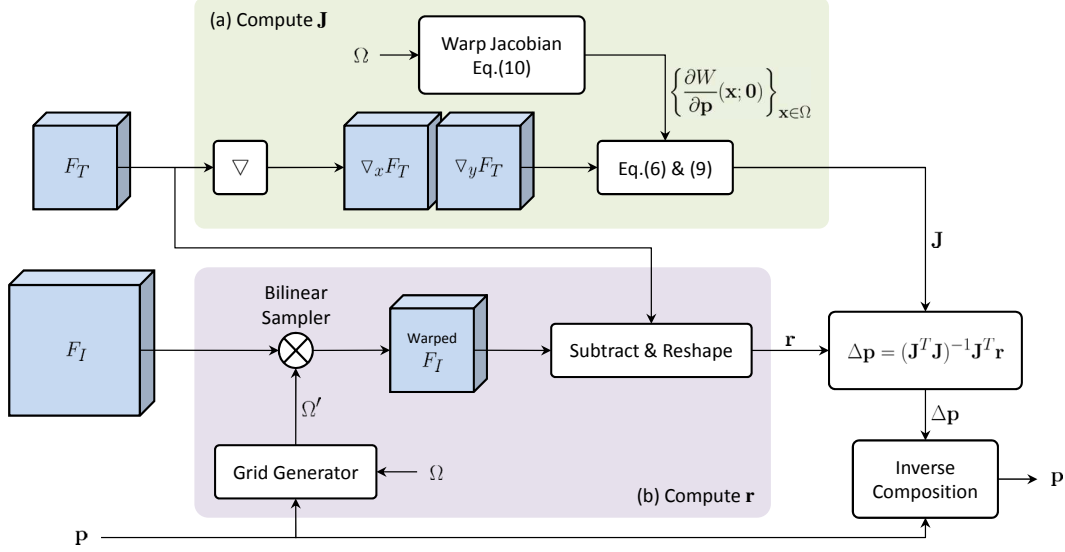 (a) Compute J
Ω
Warp Jacobian
Eq.(10)
{∂W/∂p (x; 0)}x∈Ω
F_T
∇
∇_x F_T
∇_y F_T
Eq.(6) & (9)
J
F_I
Bilinear
Sampler
Warped
F_I
Subtract & Reshape
r
Δp = (J^T J)^{-1} J^T r
Ω′
Δp
Grid Generator
Ω
(b) Compute r
Inverse
Composition
p
p